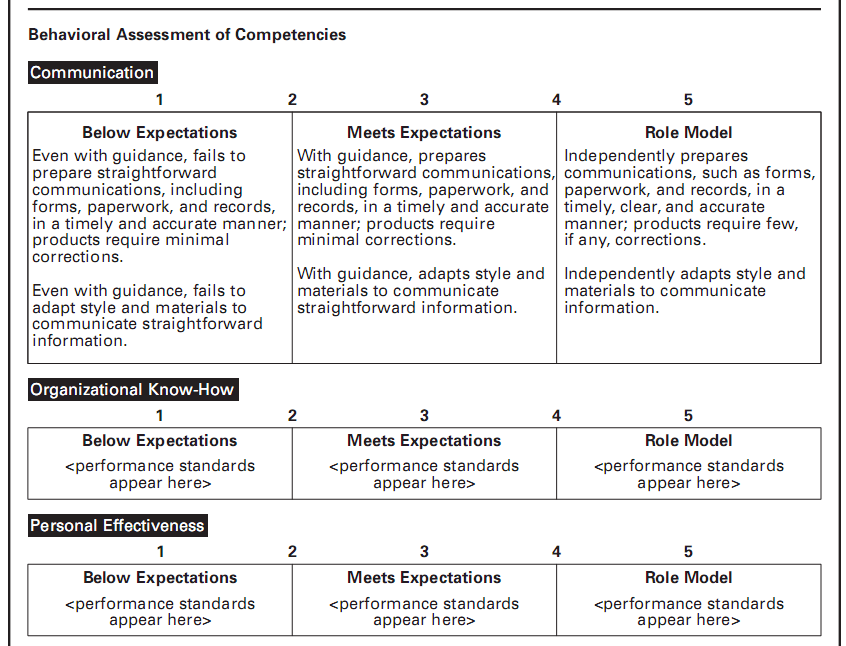 Behavioral Assessment of Competencies
Communication
1 2 3 4 5
Below Expectations
Even with guidance, fails to
prepare straightforward
communications, including
forms, paperwork, and records,
in a timely and accurate manner;
products require minimal
corrections.
Even with guidance, fails to
adapt style and materials to
communicate straightforward
information.
Meets Expectations
With guidance, prepares
straightforward communications,
including forms, paperwork, and
records, in a timely and accurate
manner; products require
minimal corrections.
With guidance, adapts style and
materials to communicate
straightforward information.
Role Model
Independently prepares
communications, such as forms,
paperwork, and records, in a
timely, clear, and accurate
manner; products require few,
if any, corrections.
Independently adapts style and
materials to communicate
information.
Organizational Know-How
1 2 3 4 5
Below Expectations
<performance standards
appear here>
Meets Expectations
<performance standards
appear here>
Role Model
<performance standards
appear here>
Personal Effectiveness
1 2 3 4 5
Below Expectations
<performance standards
appear here>
Meets Expectations
<performance standards
appear here>
Role Model
<performance standards
appear here>